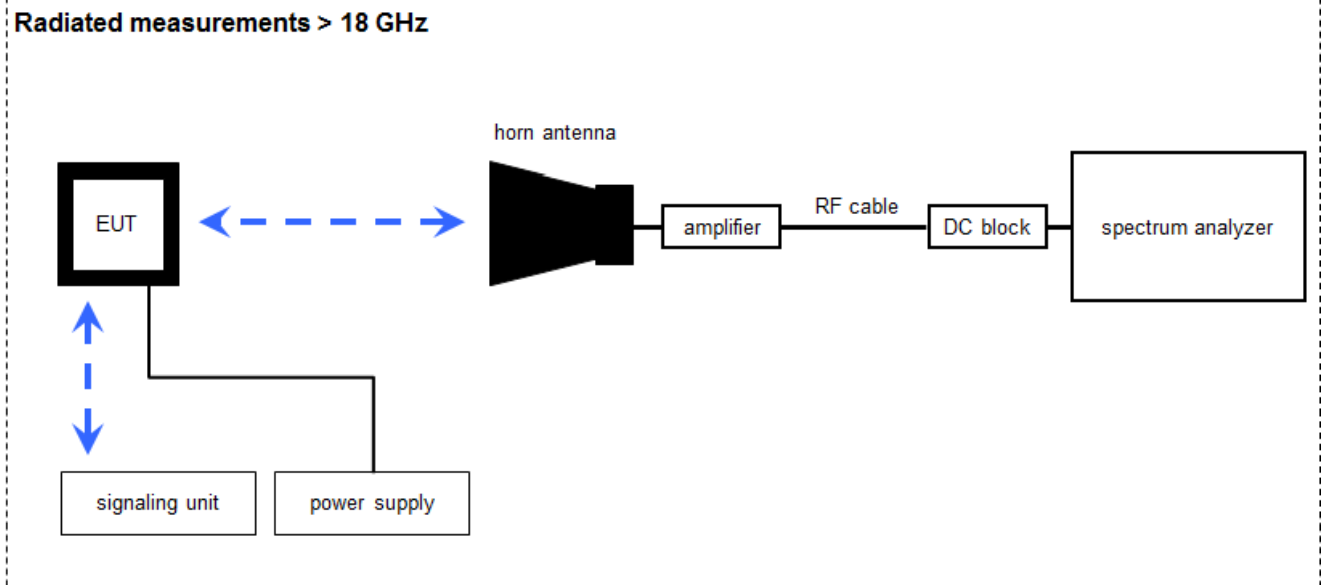 Radiated measurements > 18 GHz
horn antenna
EUT
amplifier
RF cable
DC block
spectrum analyzer
signaling unit
power supply